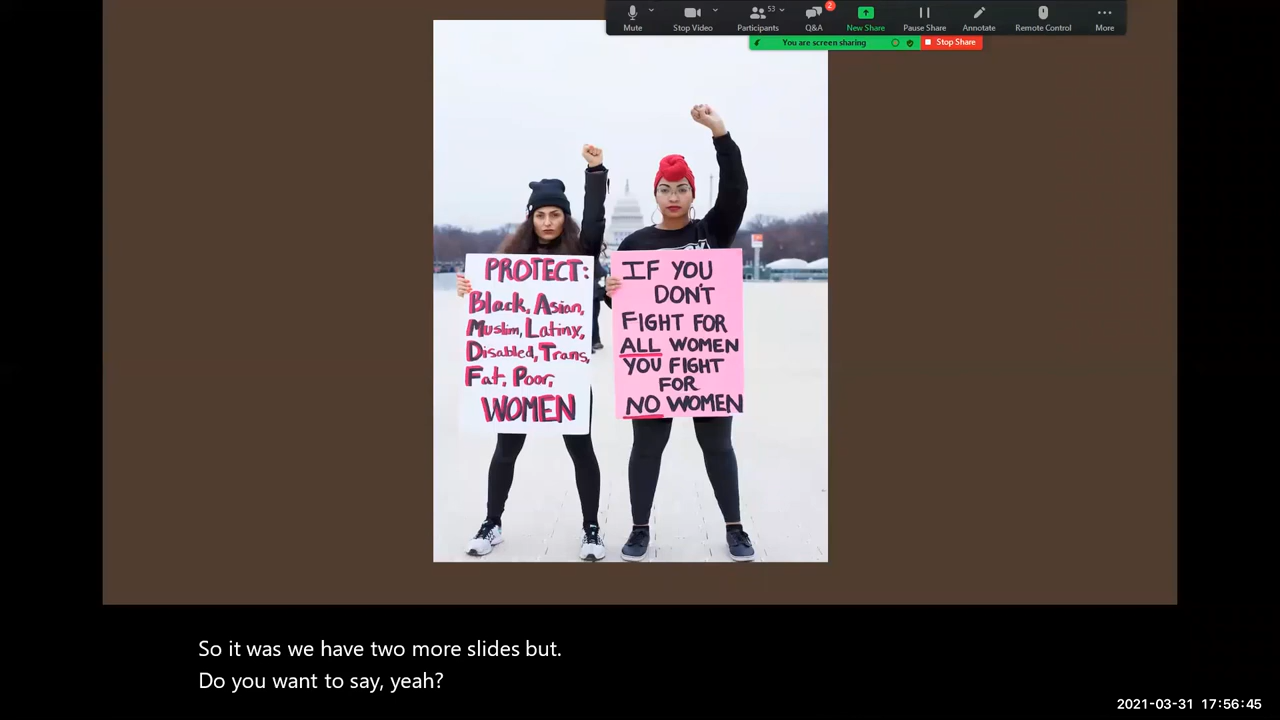 53
2
Mute
Stop Video
Participants
Q&A
New Share
Pause Share
Annotate
Remote Control
More
You are screen sharing
Stop Share
PROTECT:
Black, Asian,
Muslim, Latinx,
Disabled, Trans,
Fat, Poor,
WOMEN
IF YOU
DON'T
FIGHT FOR
ALL WOMEN
YOU FIGHT
FOR
NO WOMEN
So it was we have two more slides but.
Do you want to say, yeah?
2021-03-31 17:56:45